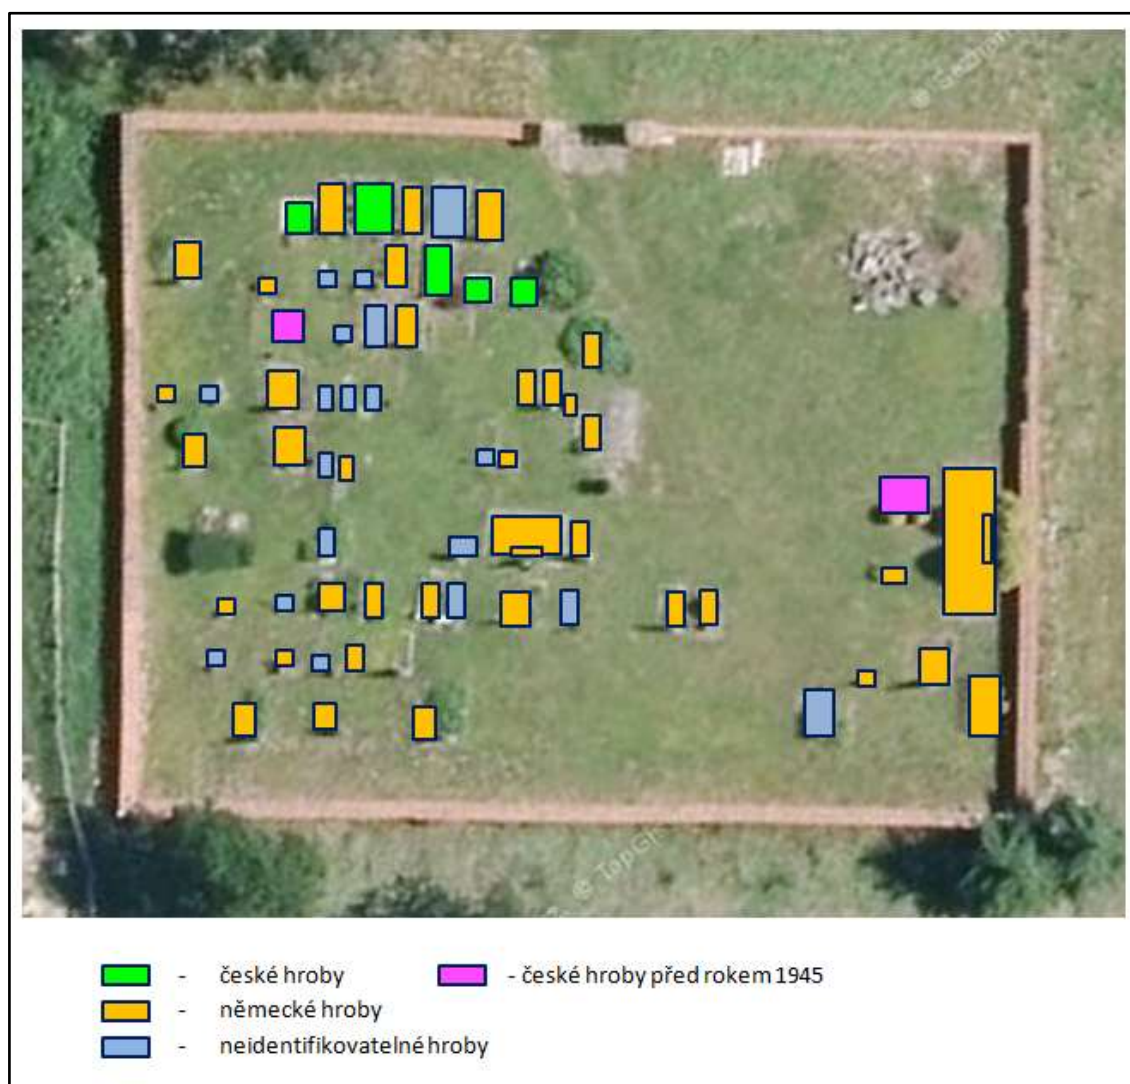 - české hroby - české hroby před rokem 1945
- německé hroby
- neidentifikovatelné hroby